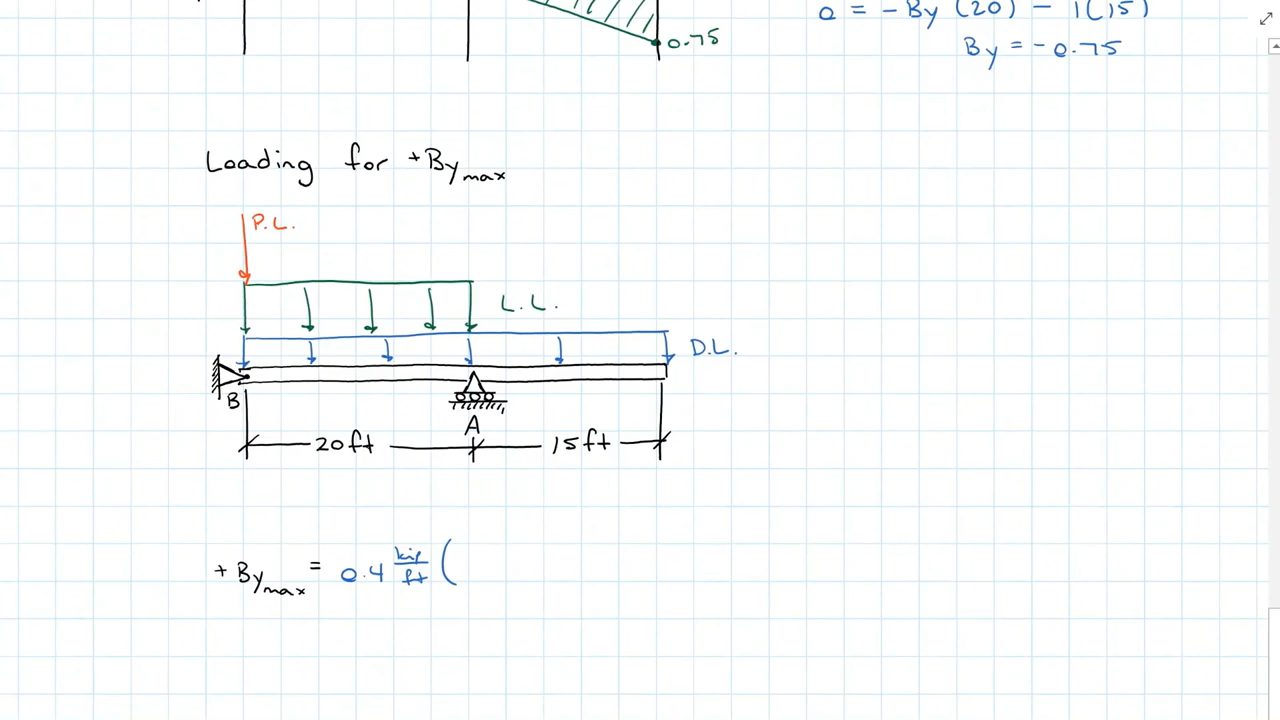 0 = - By (20) - 1(15)
0.75
By = -0.75
Loading for +By max
P.L.
L.L.
D.L.
B
A
20ft
15ft
+ By max = 0.4 kip/ft (